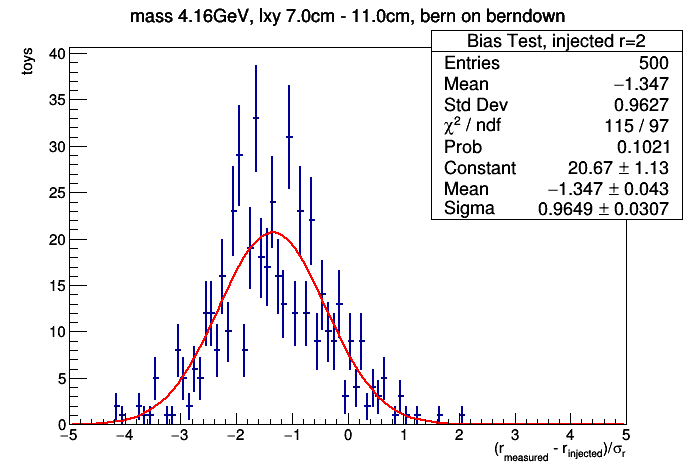 mass 4.16GeV, lxy 7.0cm - 11.0cm, bern on berndown
Bias Test, injected r=2
Entries 500
Mean −1.347
Std Dev 0.9627
χ² / ndf 115 / 97
Prob 0.1021
Constant 20.67 ± 1.13
Mean −1.347 ± 0.043
Sigma 0.9649 ± 0.0307
toys
40
35
30
25
20
15
10
5
0
−5 −4 −3 −2 −1 0 1 2 3 4 5
(r_measured - r_injected)/σ_r